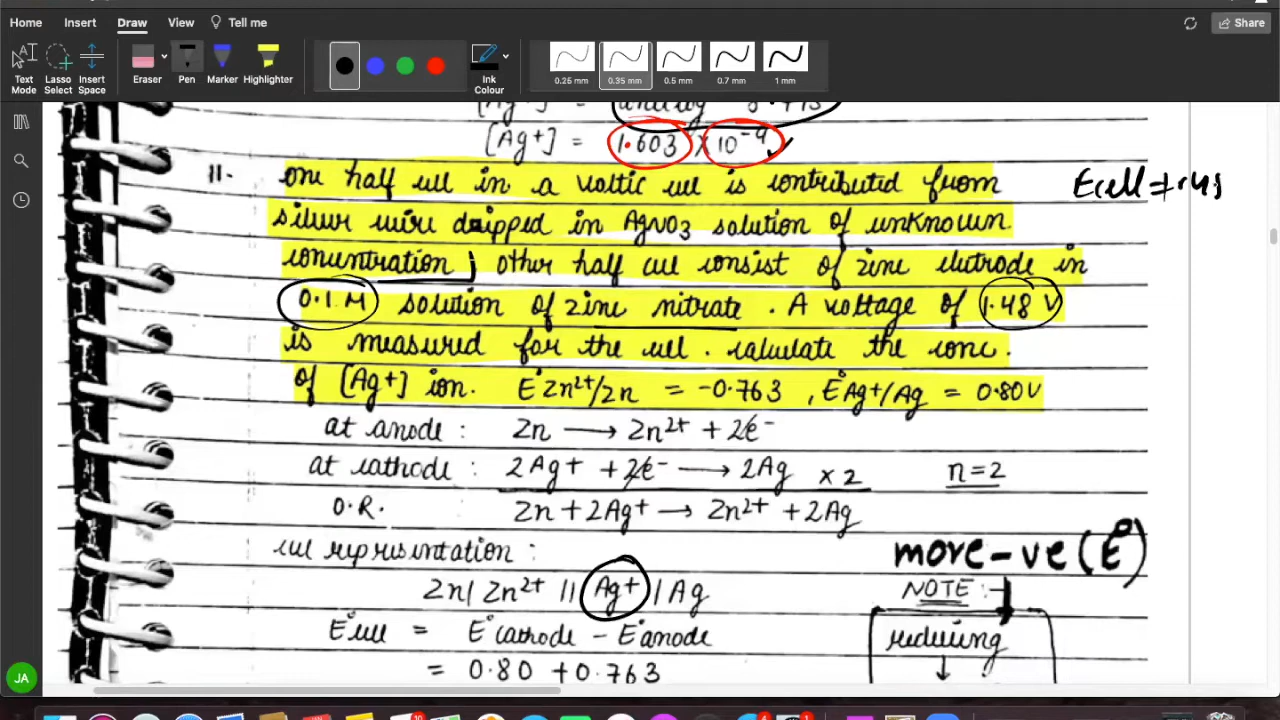 Home Insert Draw View Tell me
Share
Text Mode Lasso Select Insert Space Eraser Pen Marker Highlighter Ink Colour 0.25 mm 0.35 mm 0.5 mm 0.7 mm 1 mm
[Ag+] = antilog
[Ag+] = 1.603 × 10⁻⁹
11. one half cell in a voltic cell is contributed from
silver wire dipped in AgNO3 solution of unknown
concentration, other half cell consist of zinc eletrode in
0.1 M solution of zinc nitrate. A voltage of 1.48 V
is measured for the cell. calculate the conc.
of [Ag+] ion. E°Zn2+/Zn = -0.763, E°Ag+/Ag = 0.80V
at anode: Zn → Zn2+ + 2e-
at cathode: 2Ag+ + 2e- → 2Ag × 2 n=2
O.R. Zn + 2Ag+ → Zn2+ + 2Ag
cell representation:
more -ve (E°)
Zn | Zn2+ || Ag+ | Ag
NOTE:-
E°cell = E°cathode - E°anode
reducing
= 0.80 + 0.763
JA